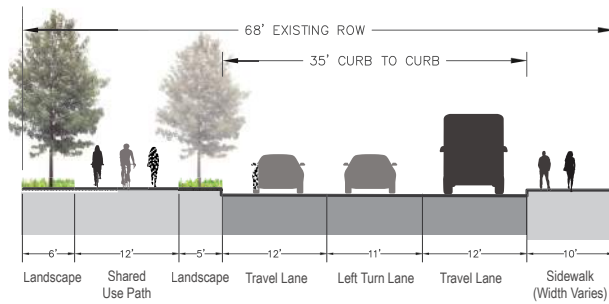 68' EXISTING ROW
35' CURB TO CURB
6' 12' 5' 12' 11' 12' 10'
Landscape Shared Landscape Travel Lane Left Turn Lane Travel Lane Sidewalk
Use Path (Width Varies)